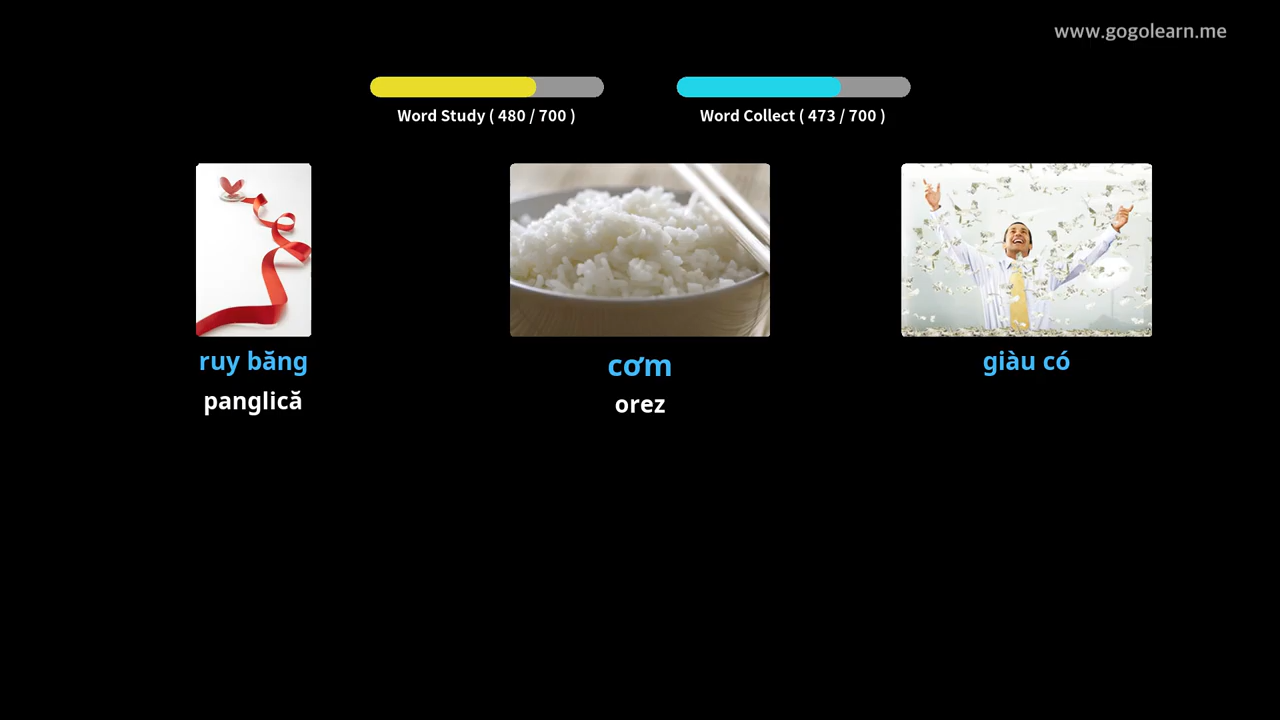 www.gogolearn.me
Word Study ( 480 / 700 )
Word Collect ( 473 / 700 )
ruy băng
cơm
giàu có
panglică
orez